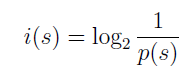 i(s) = log₂ 1/p(s)